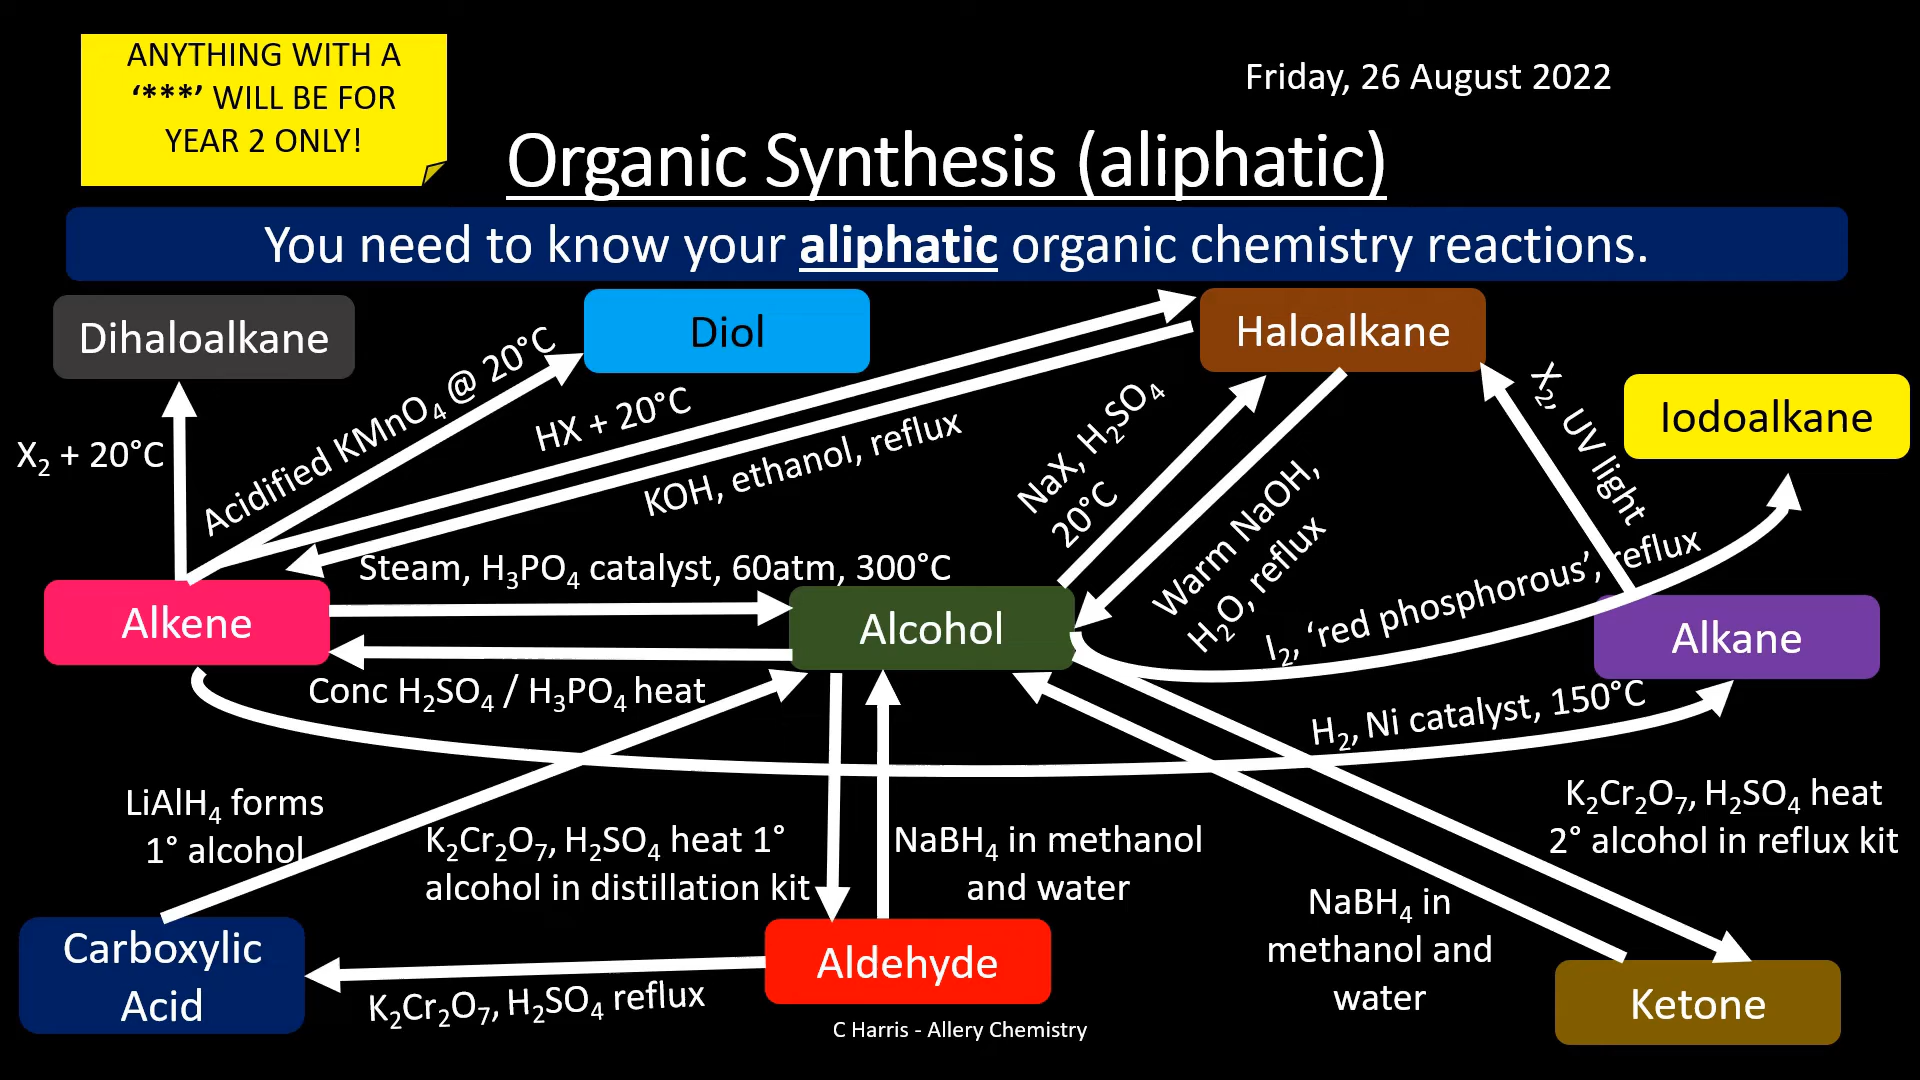 ANYTHING WITH A
‘***’ WILL BE FOR
YEAR 2 ONLY!
Friday, 26 August 2022
Organic Synthesis (aliphatic)
You need to know your aliphatic organic chemistry reactions.
Dihaloalkane
Diol
Haloalkane
Iodoalkane
X₂ + 20°C
Acidified KMnO₄ @ 20°C
HX + 20°C
KOH, ethanol, reflux
NaX, H₂SO₄
20°C
Warm NaOH,
H₂O, reflux
X₂, UV light
I₂, ‘red phosphorous’, reflux
Steam, H₃PO₄ catalyst, 60atm, 300°C
Alkene
Alcohol
Alkane
Conc H₂SO₄ / H₃PO₄ heat
H₂, Ni catalyst, 150°C
LiAlH₄ forms
1° alcohol
K₂Cr₂O₇, H₂SO₄ heat 1°
alcohol in distillation kit
NaBH₄ in methanol
and water
K₂Cr₂O₇, H₂SO₄ heat
2° alcohol in reflux kit
NaBH₄ in
methanol and
water
Carboxylic
Acid
K₂Cr₂O₇, H₂SO₄ reflux
Aldehyde
Ketone
C Harris - Allery Chemistry